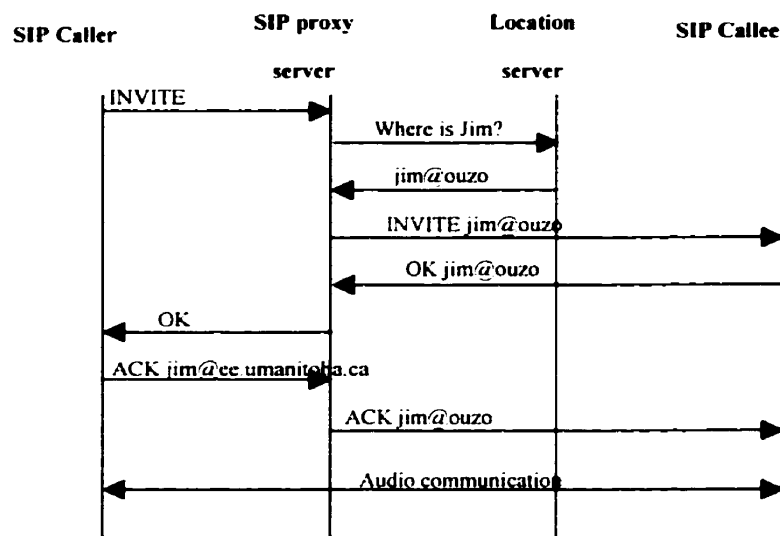 SIP Caller
SIP proxy
server
Location
server
SIP Callee
INVITE
Where is Jim?
jim@ouzo
INVITE jim@ouzo
OK jim@ouzo
OK
ACK jim@ee.umanitoba.ca
ACK jim@ouzo
Audio communication